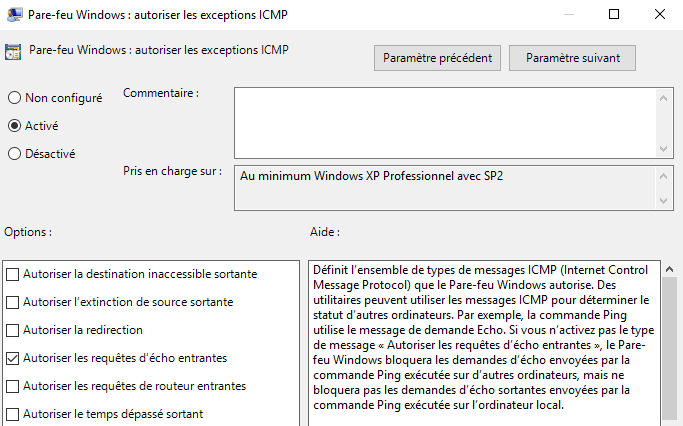 Pare-feu Windows : autoriser les exceptions ICMP
Pare-feu Windows : autoriser les exceptions ICMP
Paramètre précédent
Paramètre suivant
Non configuré
Commentaire :
Activé
Désactivé
Pris en charge sur :
Au minimum Windows XP Professionnel avec SP2
Options :
Aide :
Autoriser la destination inaccessible sortante
Autoriser l'extinction de source sortante
Autoriser la redirection
Autoriser les requêtes d'écho entrantes
Autoriser les requêtes de routeur entrantes
Autoriser le temps dépassé sortant
Définit l'ensemble de types de messages ICMP (Internet Control
Message Protocol) que le Pare-feu Windows autorise. Des
utilitaires peuvent utiliser les messages ICMP pour déterminer le
statut d'autres ordinateurs. Par exemple, la commande Ping
utilise le message de demande Echo. Si vous n'activez pas le type
de message « Autoriser les requêtes d'écho entrantes », le Pare-
feu Windows bloquera les demandes d'écho envoyées par la
commande Ping exécutée sur d'autres ordinateurs, mais ne
bloquera pas les demandes d'écho sortantes envoyées par la
commande Ping exécutée sur l'ordinateur local.